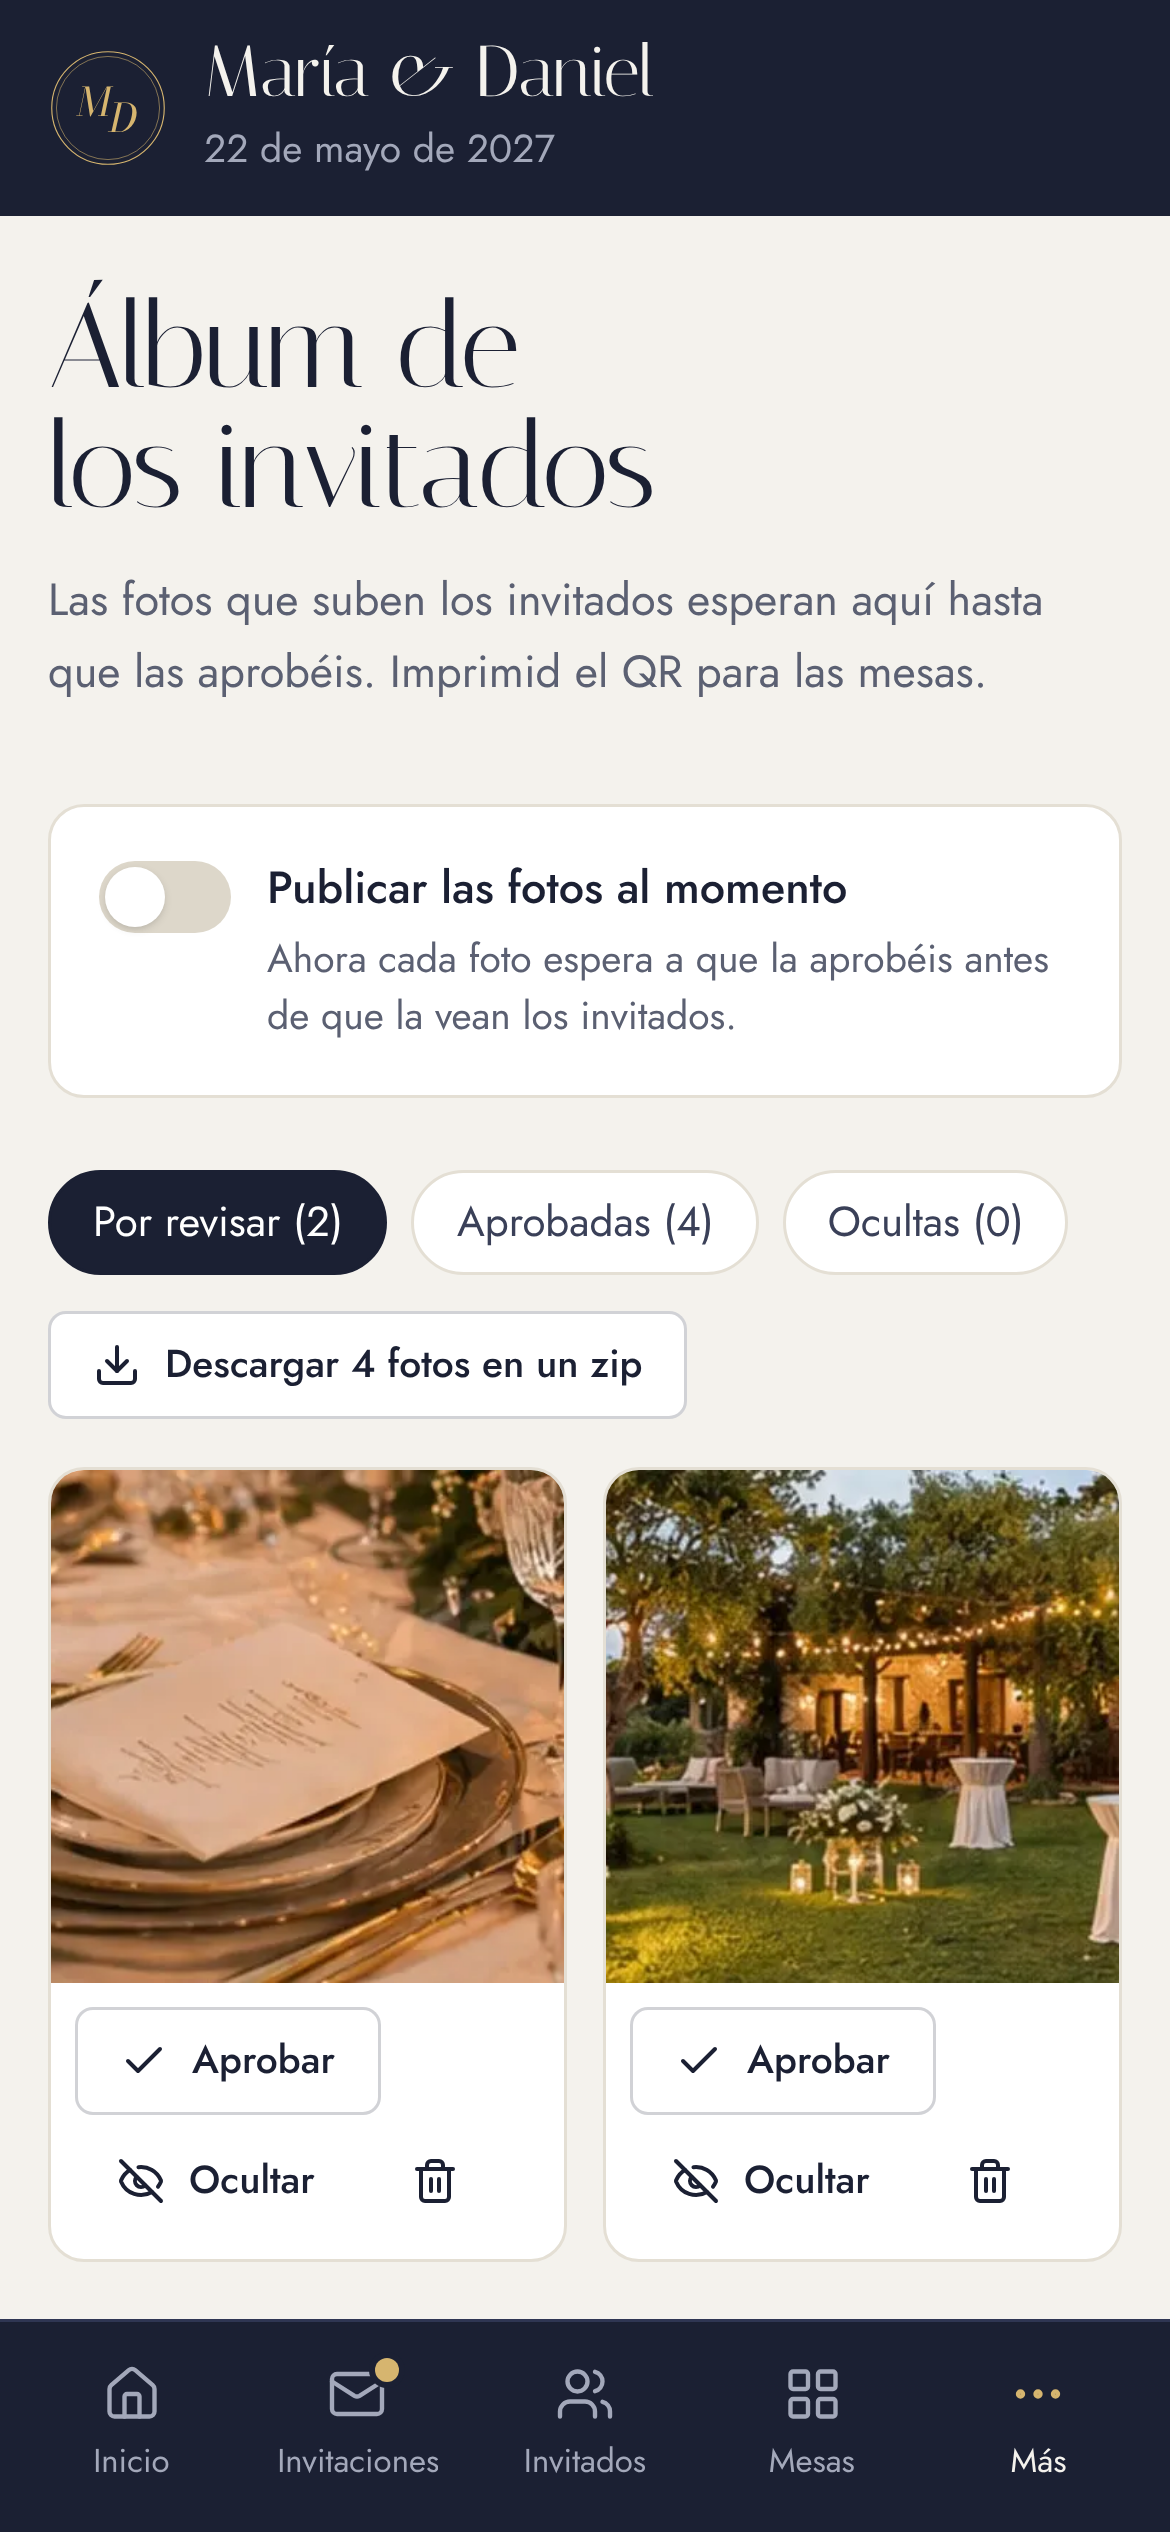 MD
María & Daniel
22 de mayo de 2027
Álbum de
los invitados
Las fotos que suben los invitados esperan aquí hasta
que las aprobéis. Imprimid el QR para las mesas.
Publicar las fotos al momento
Ahora cada foto espera a que la aprobéis antes
de que la vean los invitados.
Por revisar (2) Aprobadas (4) Ocultas (0)
Descargar 4 fotos en un zip
Aprobar Aprobar
Ocultar Ocultar
Inicio Invitaciones Invitados Mesas Más